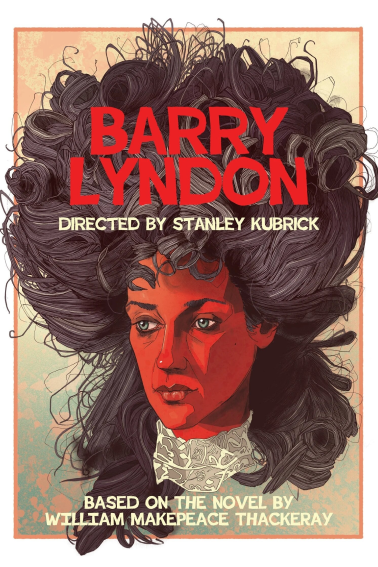 BARRY
LYNDON
DIRECTED BY STANLEY KUBRICK
BASED ON THE NOVEL BY
WILLIAM MAKEPEACE THACKERAY